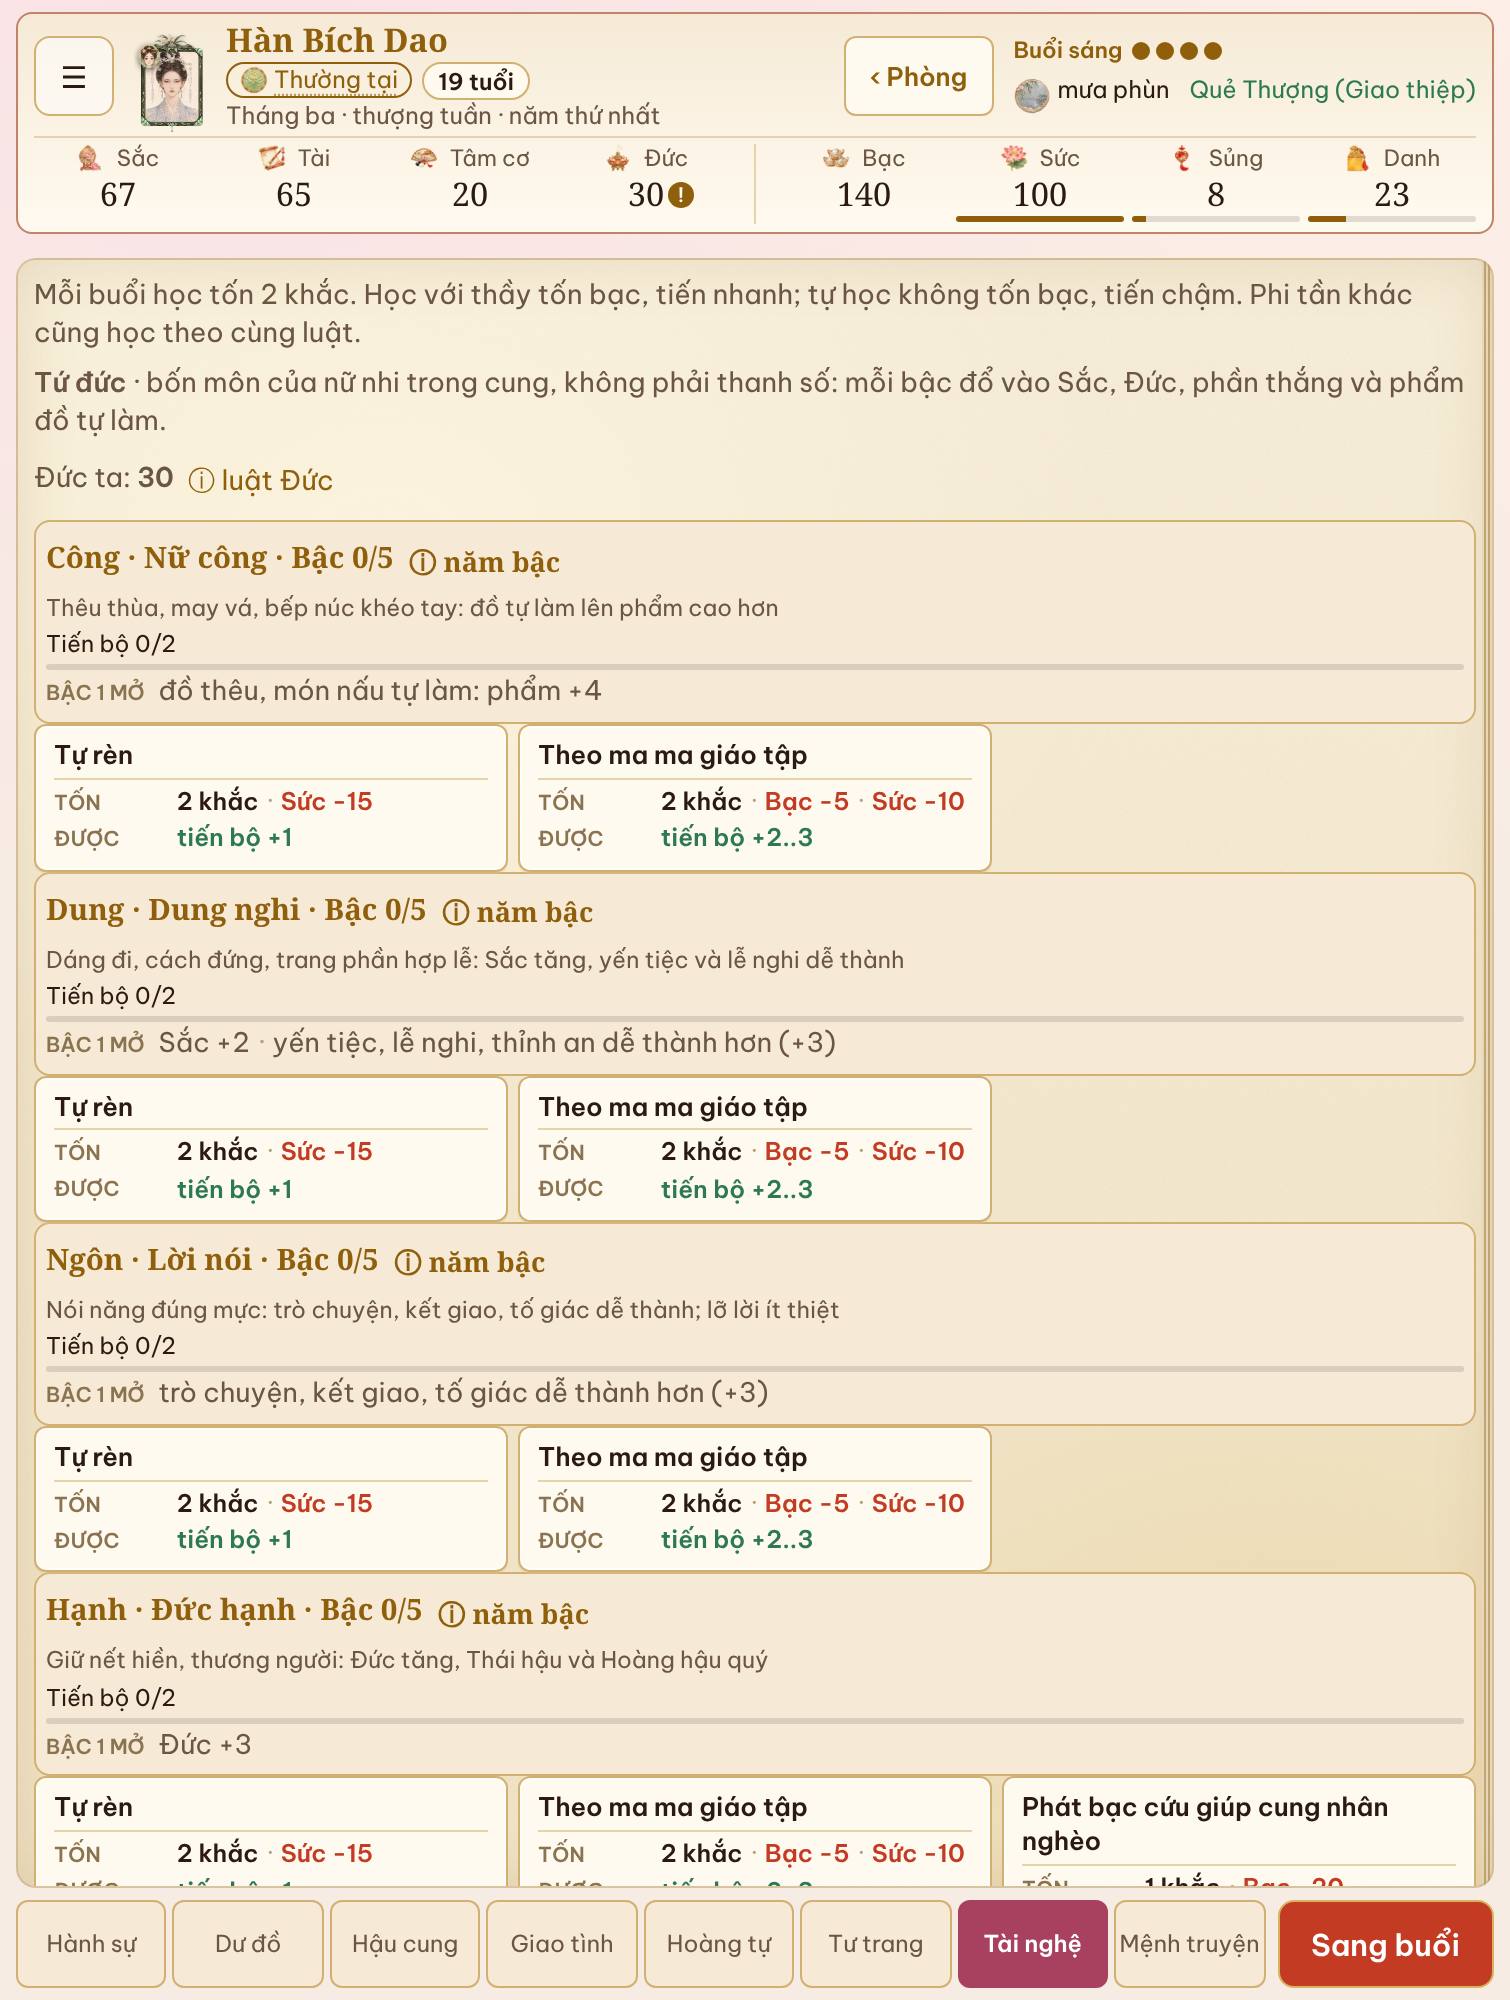 ☰
Hàn Bích Dao
Thường tại
19 tuổi
Tháng ba · thượng tuần · năm thứ nhất
‹ Phòng
Buổi sáng
mưa phùn Quẻ Thượng (Giao thiệp)
Sắc Tài Tâm cơ Đức Bạc Sức Sủng Danh
67 65 20 30 ! 140 100 8 23
Mỗi buổi học tốn 2 khắc. Học với thầy tốn bạc, tiến nhanh; tự học không tốn bạc, tiến chậm. Phi tần khác
cũng học theo cùng luật.
Tứ đức · bốn môn của nữ nhi trong cung, không phải thanh số: mỗi bậc đổ vào Sắc, Đức, phần thắng và phẩm
đồ tự làm.
Đức ta: 30 ⓘ luật Đức
Công · Nữ công · Bậc 0/5 ⓘ năm bậc
Thêu thùa, may vá, bếp núc khéo tay: đồ tự làm lên phẩm cao hơn
Tiến bộ 0/2
BẬC 1 MỞ đồ thêu, món nấu tự làm: phẩm +4
Tự rèn
TỐN 2 khắc · Sức -15
ĐƯỢC tiến bộ +1
Theo ma ma giáo tập
TỐN 2 khắc · Bạc -5 · Sức -10
ĐƯỢC tiến bộ +2..3
Dung · Dung nghi · Bậc 0/5 ⓘ năm bậc
Dáng đi, cách đứng, trang phần hợp lễ: Sắc tăng, yến tiệc và lễ nghi dễ thành
Tiến bộ 0/2
BẬC 1 MỞ Sắc +2 · yến tiệc, lễ nghi, thỉnh an dễ thành hơn (+3)
Tự rèn
TỐN 2 khắc · Sức -15
ĐƯỢC tiến bộ +1
Theo ma ma giáo tập
TỐN 2 khắc · Bạc -5 · Sức -10
ĐƯỢC tiến bộ +2..3
Ngôn · Lời nói · Bậc 0/5 ⓘ năm bậc
Nói năng đúng mực: trò chuyện, kết giao, tố giác dễ thành; lỡ lời ít thiệt
Tiến bộ 0/2
BẬC 1 MỞ trò chuyện, kết giao, tố giác dễ thành hơn (+3)
Tự rèn
TỐN 2 khắc · Sức -15
ĐƯỢC tiến bộ +1
Theo ma ma giáo tập
TỐN 2 khắc · Bạc -5 · Sức -10
ĐƯỢC tiến bộ +2..3
Hạnh · Đức hạnh · Bậc 0/5 ⓘ năm bậc
Giữ nết hiền, thương người: Đức tăng, Thái hậu và Hoàng hậu quý
Tiến bộ 0/2
BẬC 1 MỞ Đức +3
Tự rèn
TỐN 2 khắc · Sức -15
Theo ma ma giáo tập
TỐN 2 khắc · Bạc -5 · Sức -10
Phát bạc cứu giúp cung nhân
nghèo
TỐN 1 khắc · Bạc -20
Hành sự
Dư đồ
Hậu cung
Giao tình
Hoàng tự
Tư trang
Tài nghệ
Mệnh truyện
Sang buổi